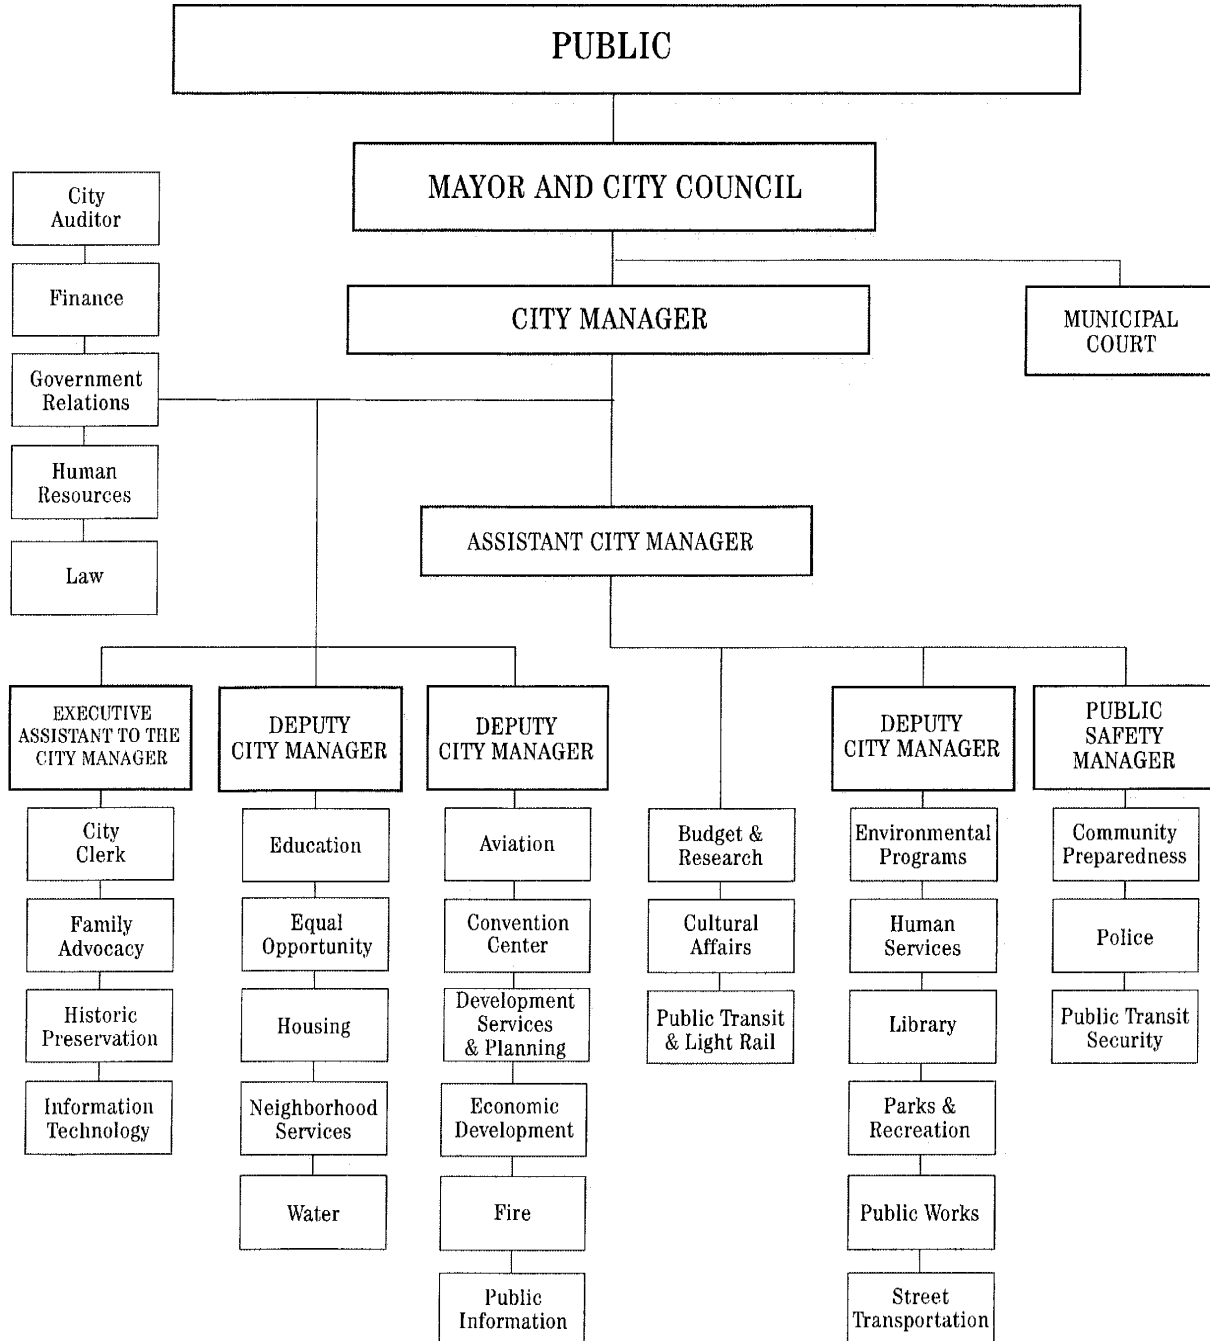 PUBLIC
MAYOR AND CITY COUNCIL
CITY MANAGER
MUNICIPAL
COURT
City
Auditor
Finance
Government
Relations
Human
Resources
Law
ASSISTANT CITY MANAGER
EXECUTIVE
ASSISTANT TO THE
CITY MANAGER
City
Clerk
Family
Advocacy
Historic
Preservation
Information
Technology
DEPUTY
CITY MANAGER
Education
Equal
Opportunity
Housing
Neighborhood
Services
Water
DEPUTY
CITY MANAGER
Aviation
Convention
Center
Development
Services
& Planning
Economic
Development
Fire
Public
Information
Budget &
Research
Cultural
Affairs
Public Transit
& Light Rail
DEPUTY
CITY MANAGER
Environmental
Programs
Human
Services
Library
Parks &
Recreation
Public Works
Street
Transportation
PUBLIC
SAFETY
MANAGER
Community
Preparedness
Police
Public Transit
Security